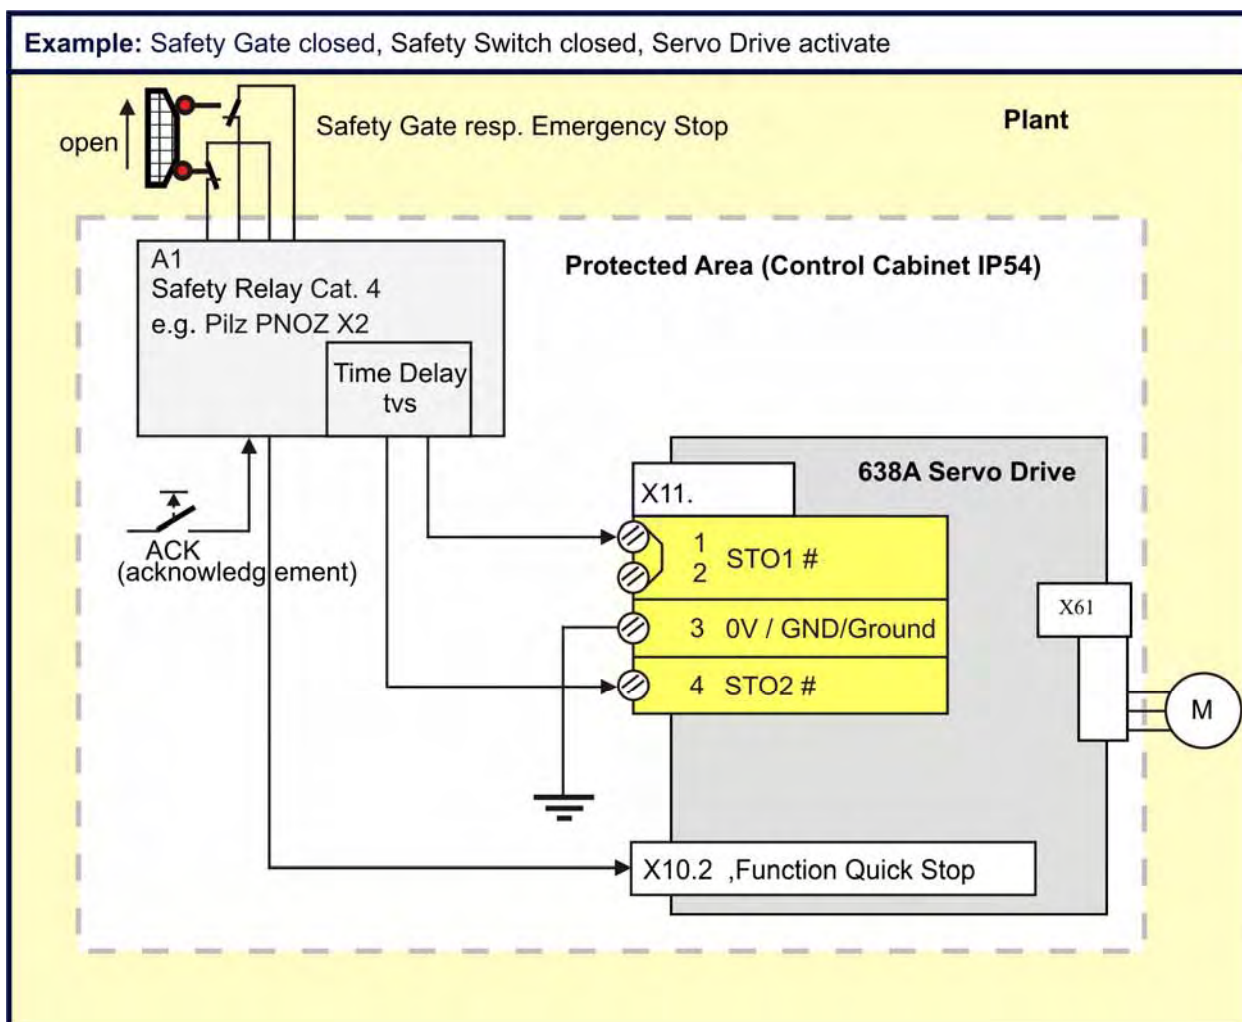 Example: Safety Gate closed, Safety Switch closed, Servo Drive activate
open
Safety Gate resp. Emergency Stop
Plant
A1
Safety Relay Cat. 4
e.g. Pilz PNOZ X2
Time Delay
tvs
Protected Area (Control Cabinet IP54)
ACK
(acknowledg ement)
638A Servo Drive
X11.
1
2
STO1 #
3 0V / GND/Ground
4 STO2 #
X61
M
X10.2 ,Function Quick Stop